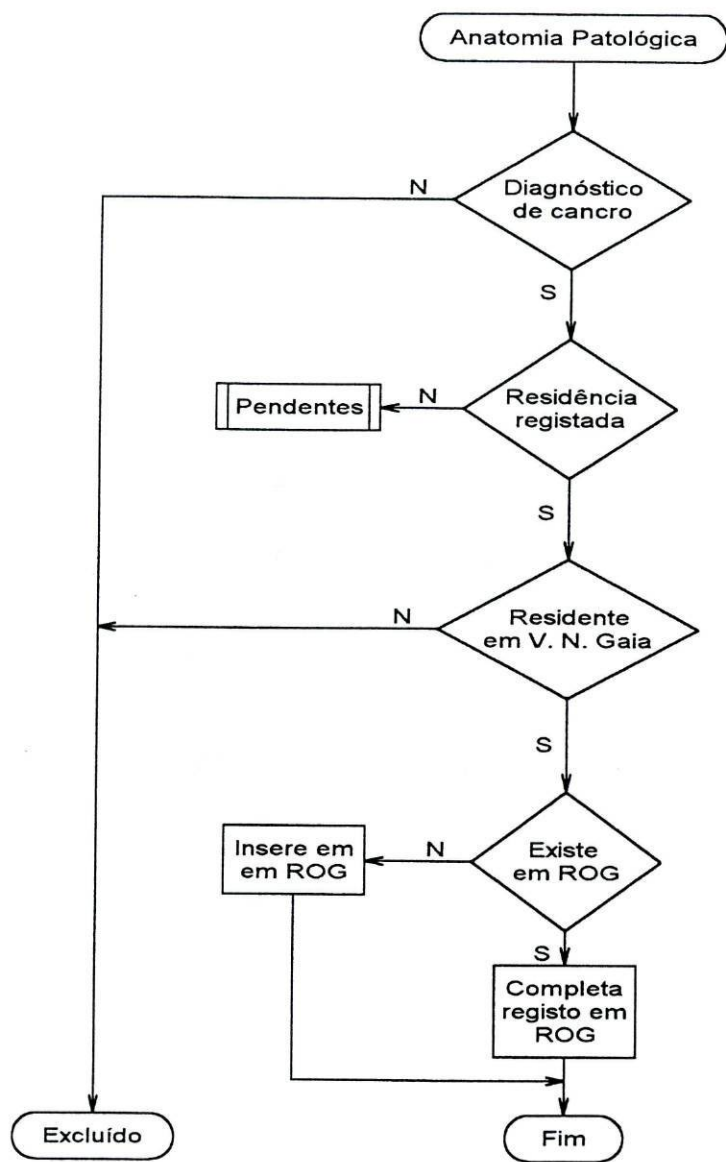 Anatomia Patológica
N
Diagnóstico
de cancro
S
Pendentes
N
Residência
registada
S
N
Residente
em V. N. Gaia
S
Insere em
em ROG
N
Existe
em ROG
S
Completa
registo em
ROG
Excluído
Fim